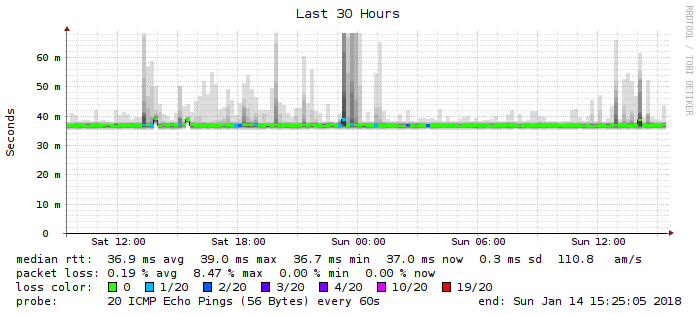 Last 30 Hours
RRDTOOL / TOBI OETIKER
Seconds
60 m
50 m
40 m
30 m
20 m
10 m
0
Sat 12:00 Sat 18:00 Sun 00:00 Sun 06:00 Sun 12:00
median rtt: 36.9 ms avg 39.0 ms max 36.7 ms min 37.0 ms now 0.3 ms sd 110.8 am/s
packet loss: 0.19 % avg 8.47 % max 0.00 % min 0.00 % now
loss color: 0 1/20 2/20 3/20 4/20 10/20 19/20
probe: 20 ICMP Echo Pings (56 Bytes) every 60s end: Sun Jan 14 15:25:05 2018